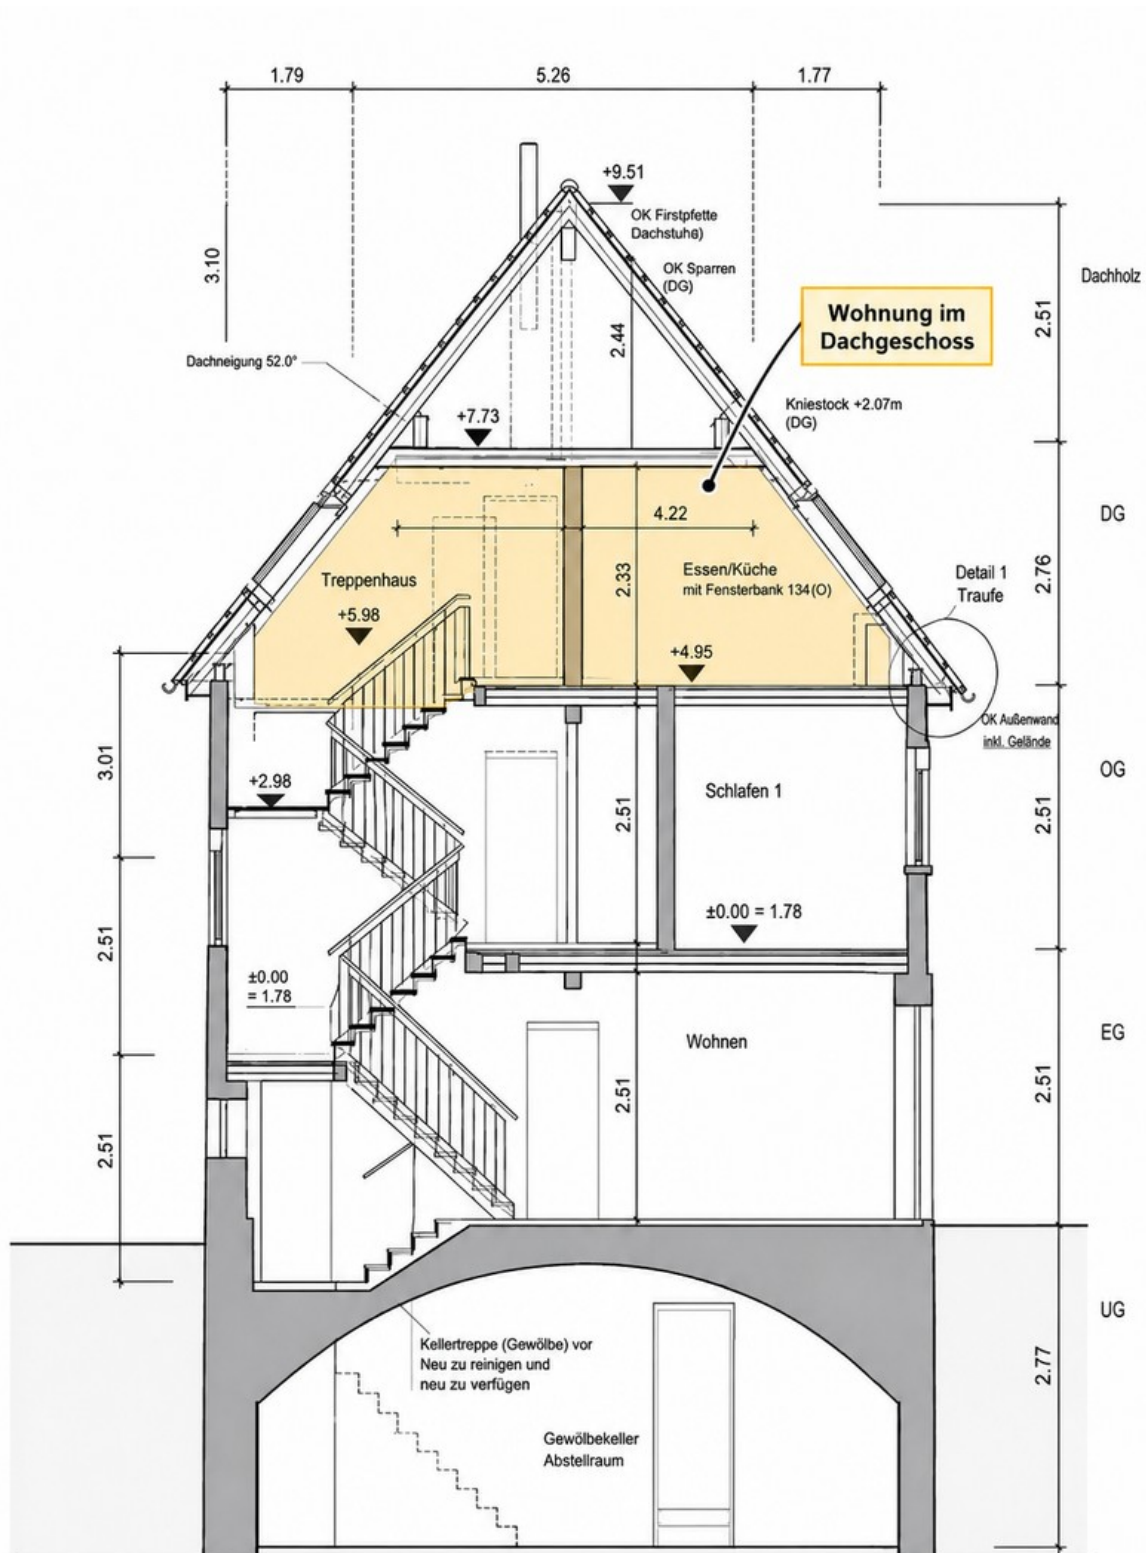 1.79
5.26
1.77
+9.51
OK Firstpfette
Dachstuhe)
3.10
OK Sparren
(DG)
Dachholz
Wohnung im
Dachgeschoss
2.51
2.44
Dachneigung 52.0°
Kniestock +2.07m
(DG)
+7.73
4.22
DG
2.33
Essen/Küche
mit Fensterbank 134(O)
Treppenhaus
2.76
Detail 1
Traufe
+5.98
+4.95
OK Außenwand
inkl. Gelände
3.01
+2.98
Schlafen 1
OG
2.51
2.51
±0.00 = 1.78
2.51
±0.00
= 1.78
Wohnen
EG
2.51
2.51
2.51
UG
Kellertreppe (Gewölbe) vor
Neu zu reinigen und
neu zu verfügen
2.77
Gewölbekeller
Abstellraum